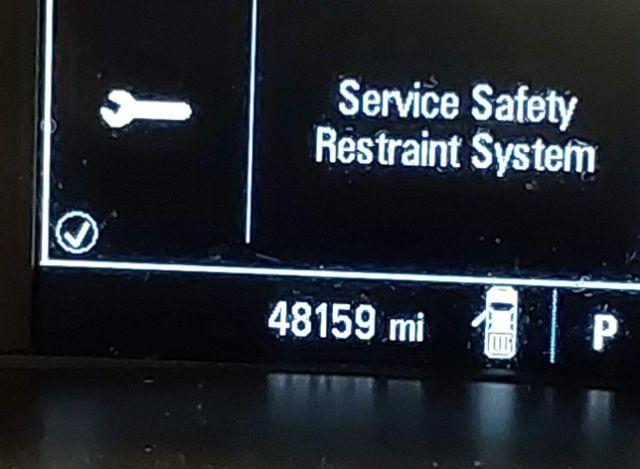 Service Safety
Restraint System
48159 mi
P